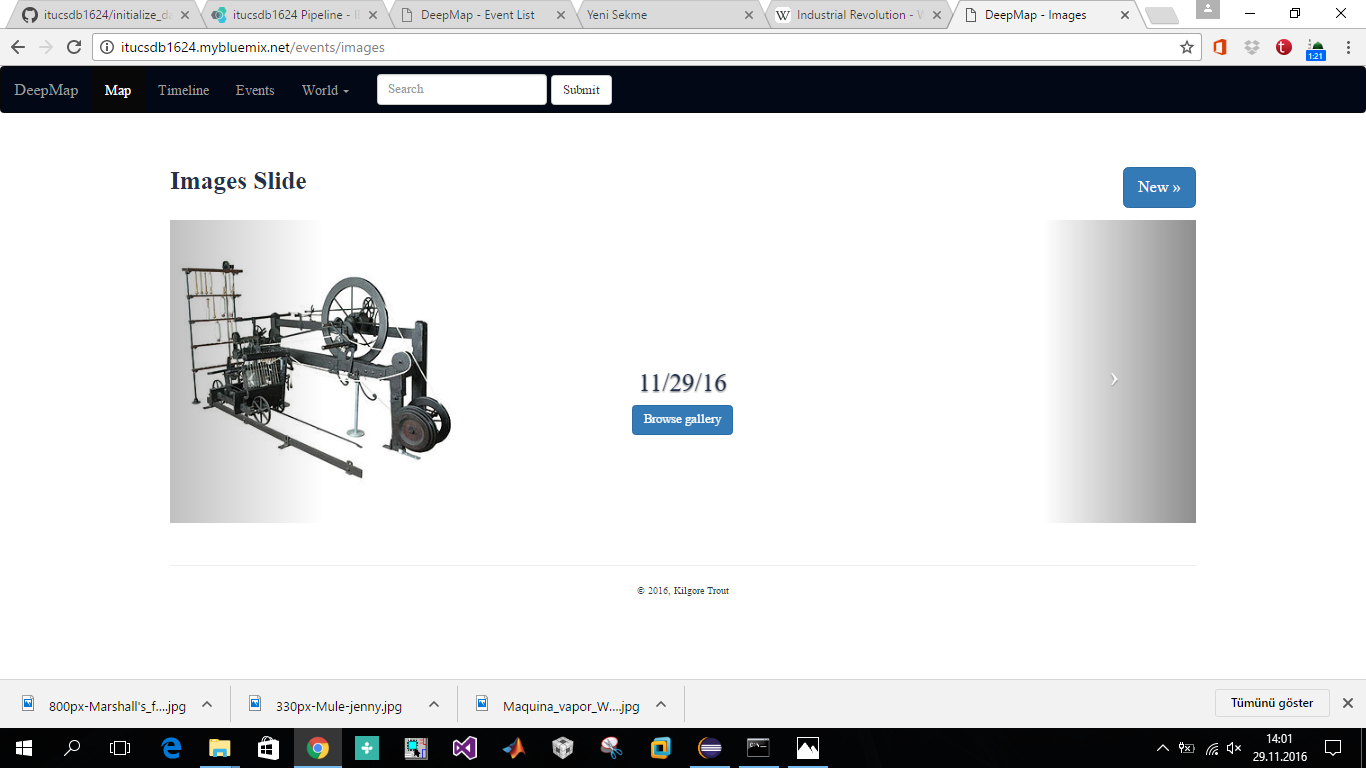 itucsdb1624/initialize_da
itucsdb1624 Pipeline - I
DeepMap - Event List
Yeni Sekme
Industrial Revolution - W
DeepMap - Images
itucsdb1624.mybluemix.net/events/images
1:21
DeepMap Map Timeline Events World Search Submit
Images Slide
New »
11/29/16
Browse gallery
© 2016, Kilgore Trout
800px-Marshall's_f....jpg
330px-Mule-jenny.jpg
Maquina_vapor_W....jpg
Tümünü göster
14:01
29.11.2016